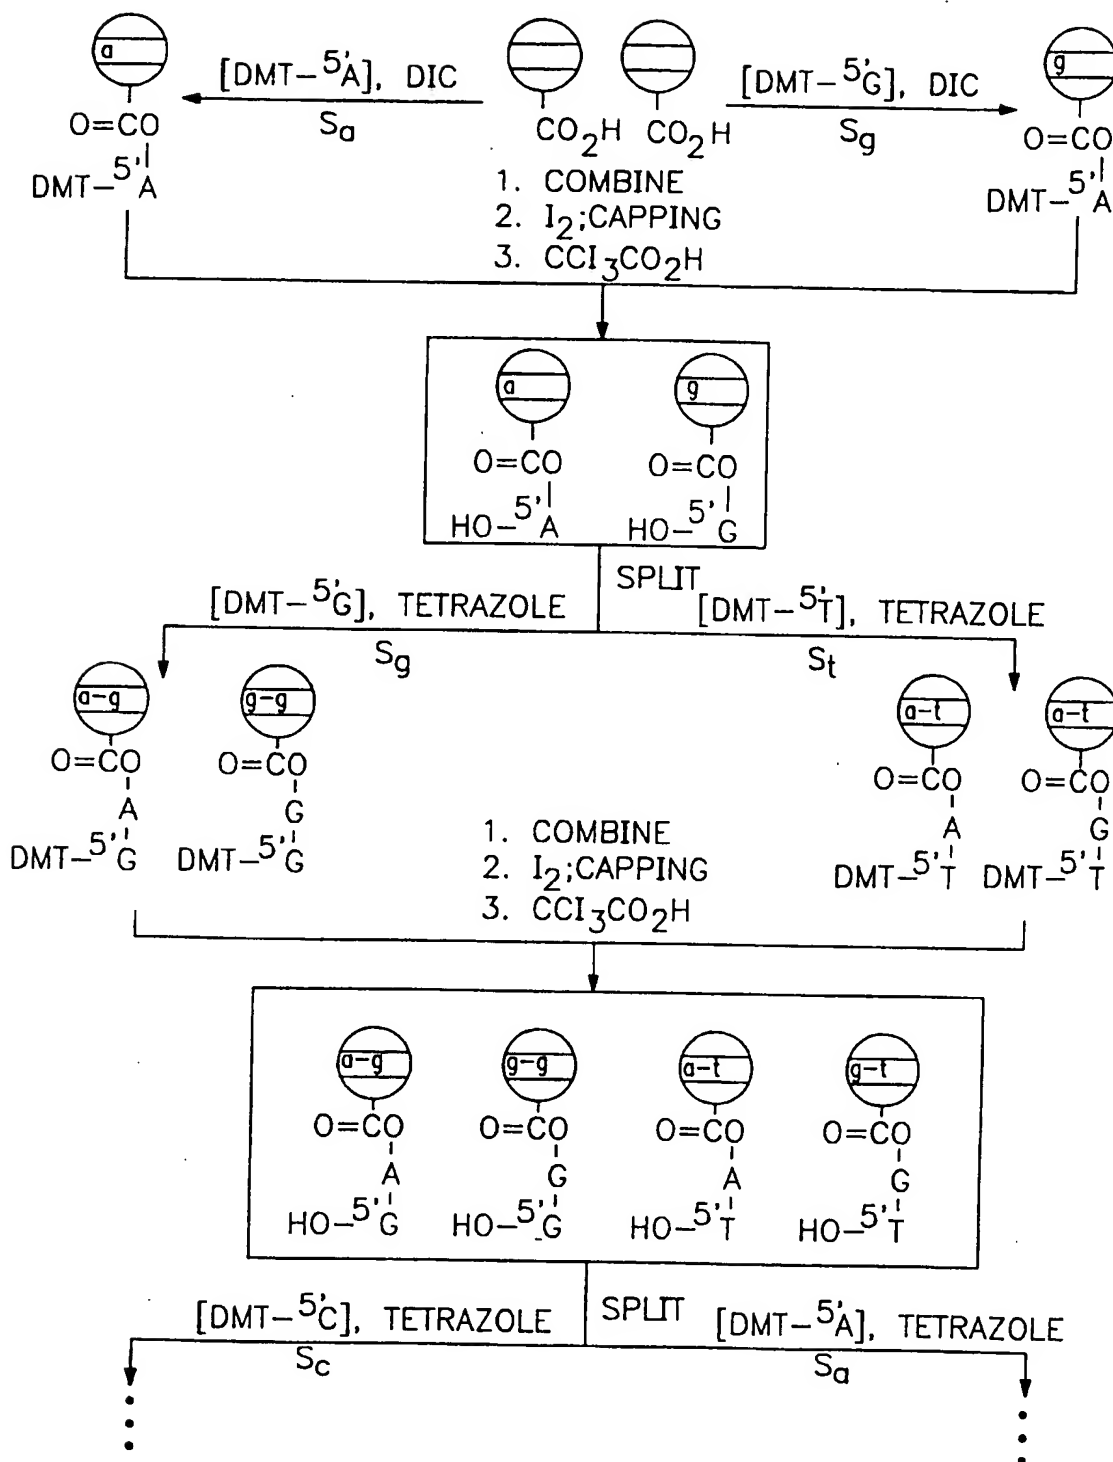 a
[DMT-5'A], DIC
Sa
CO2H CO2H
[DMT-5'G], DIC
Sg
g
O=CO
DMT-5'A
O=CO
DMT-5'A
1. COMBINE
2. I2;CAPPING
3. CCI3CO2H
a g
O=CO O=CO
HO-5'A HO-5'G
SPLIT
[DMT-5'G], TETRAZOLE
Sg
[DMT-5'T], TETRAZOLE
St
a-g g-g a-t a-t
O=CO O=CO O=CO O=CO
A G A G
DMT-5'G DMT-5'G DMT-5'T DMT-5'T
1. COMBINE
2. I2;CAPPING
3. CCI3CO2H
a-g g-g a-t g-t
O=CO O=CO O=CO O=CO
A G A G
HO-5'G HO-5'G HO-5'T HO-5'T
SPLIT
[DMT-5'C], TETRAZOLE
Sc
[DMT-5'A], TETRAZOLE
Sa